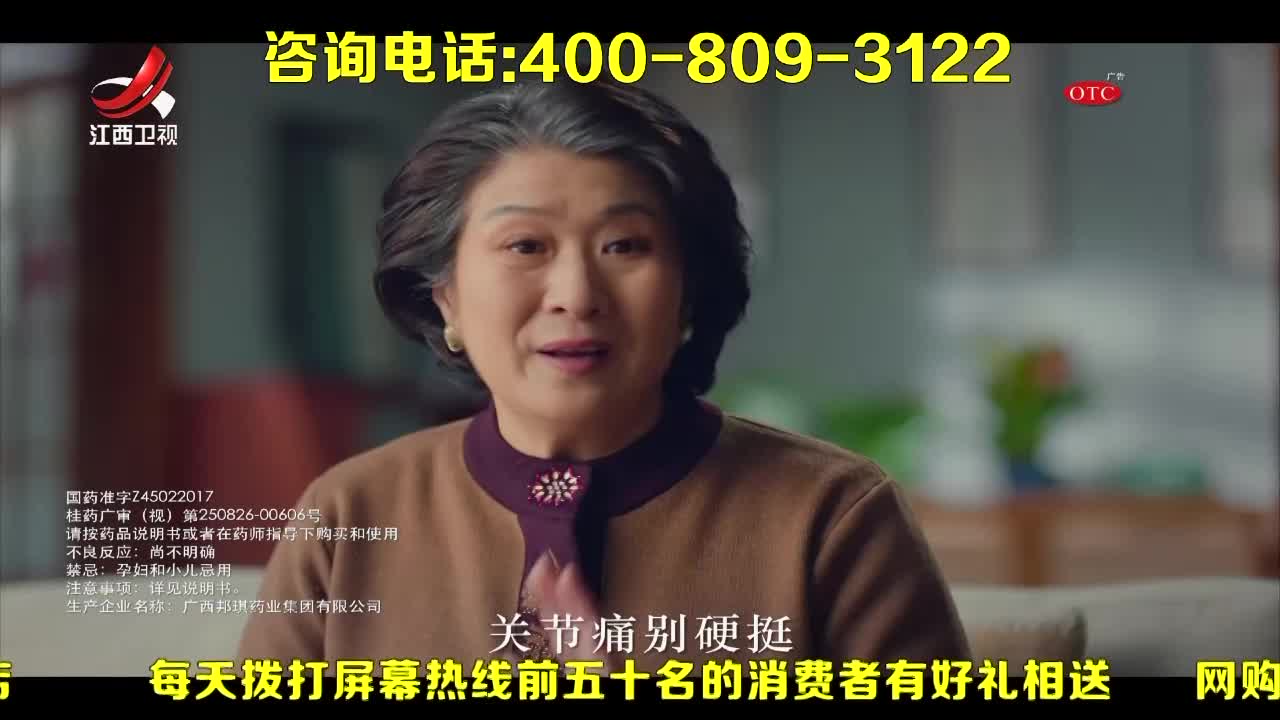 咨询电话:400-809-3122
广告
OTC
江西卫视
国药准字Z45022017
桂药广审（视）第250826-00606号
请按药品说明书或者在药师指导下购买和使用
不良反应：尚不明确
禁忌：孕妇和小儿忌用
注意事项：详见说明书。
生产企业名称：广西邦琪药业集团有限公司
关节痛别硬挺
每天拨打屏幕热线前五十名的消费者有好礼相送 网购